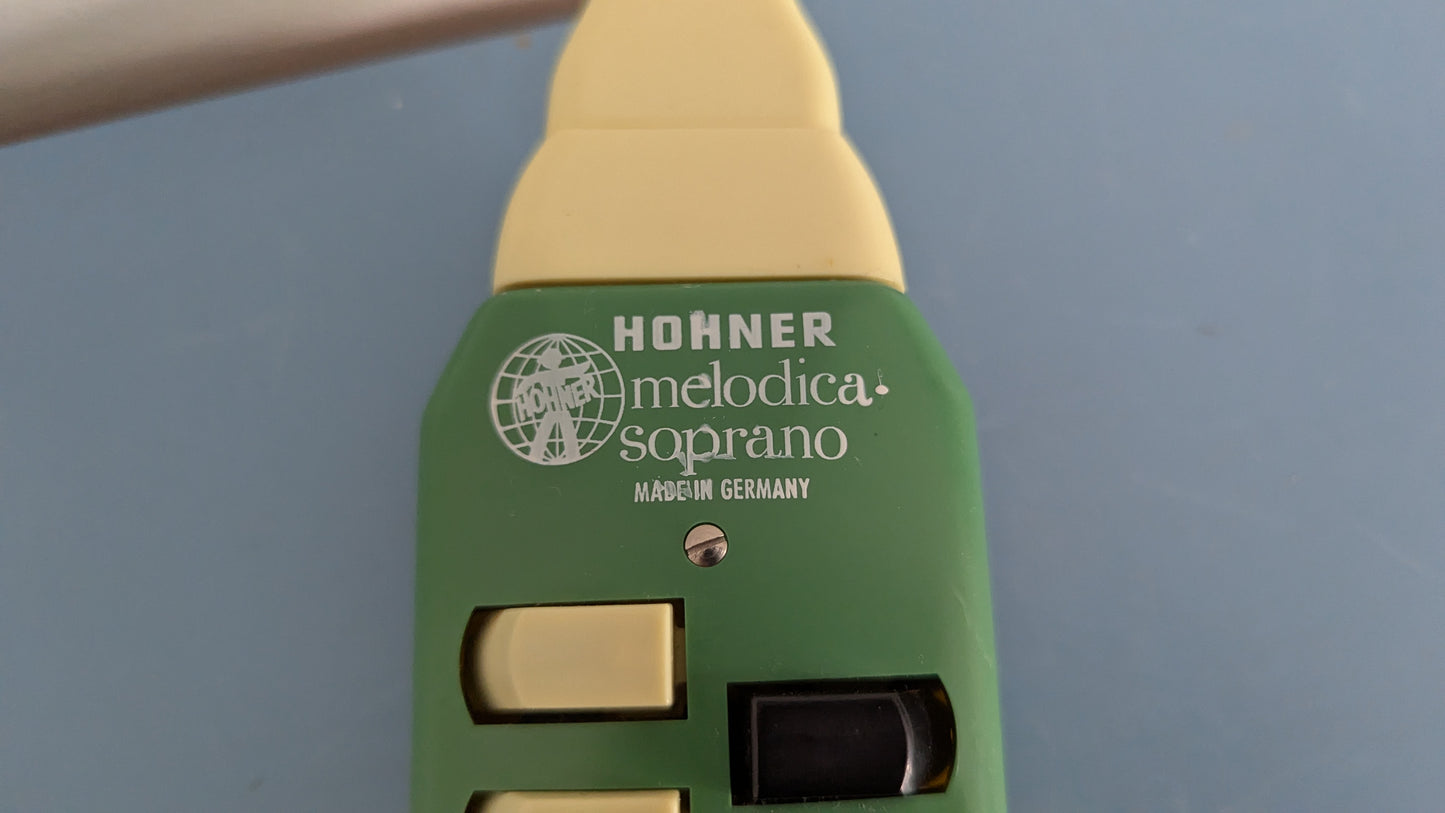 HOHNER
HOHNER
melodica
soprano
MADE IN GERMANY